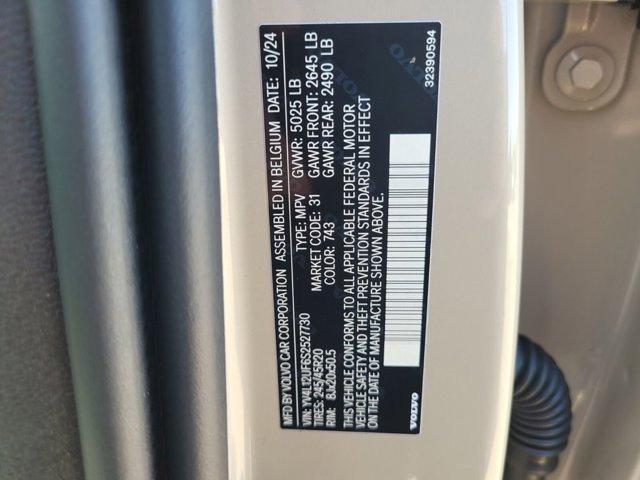 MFD BY VOLVO CAR CORPORATION ASSEMBLED IN BELGIUM DATE: 10/24
VIN: YV4L12UF6S2527730 TYPE: MPV GVWR: 5025 LB
TIRES: 245/45R20 MARKET CODE: 31 GAWR FRONT: 2645 LB
RIM: 8Jx20x50.5 COLOR: 743 GAWR REAR: 2490 LB
THIS VEHICLE CONFORMS TO ALL APPLICABLE FEDERAL MOTOR
VEHICLE SAFETY AND THEFT PREVENTION STANDARDS IN EFFECT
ON THE DATE OF MANUFACTURE SHOWN ABOVE.
VOLVO
32390594